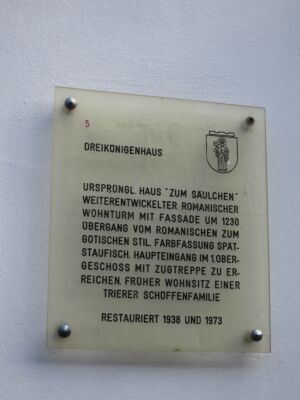 5
DREIKÖNIGENHAUS
URSPRÜNGL. HAUS "ZUM SÄULCHEN"
WEITERENTWICKELTER ROMANISCHER
WOHNTURM MIT FASSADE UM 1230
ÜBERGANG VOM ROMANISCHEN ZUM
GOTISCHEN STIL. FARBFASSUNG SPÄT-
STAUFISCH. HAUPTEINGANG IM 1.OBER-
GESCHOSS MIT ZUGTREPPE ZU ER-
REICHEN. FRÜHER WOHNSITZ EINER
TRIERER SCHÖFFENFAMILIE
RESTAURIERT 1938 UND 1973